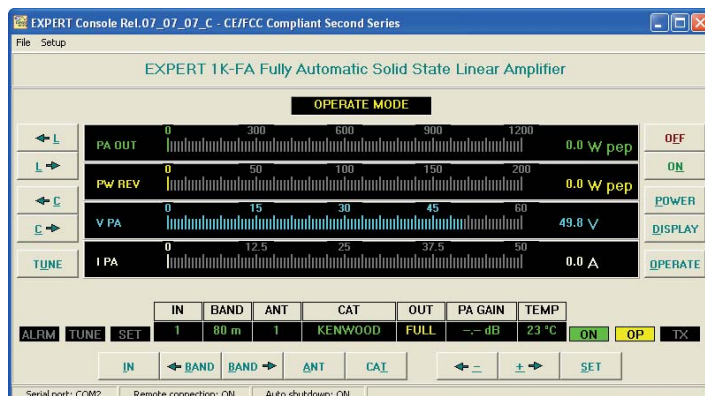 EXPERT Console Rel.07_07_07_C - CE/FCC Compliant Second Series
File Setup
EXPERT 1K-FA Fully Automatic Solid State Linear Amplifier
OPERATE MODE
← L
L →
← C
C →
TUNE
0 300 600 900 1200
PA OUT 0.0 W pep
0 50 100 150 200
PW REV 0.0 W pep
0 15 30 45 60
V PA 49.8 V
0 12.5 25 37.5 50
I PA 0.0 A
OFF
ON
POWER
DISPLAY
OPERATE
IN BAND ANT CAT OUT PA GAIN TEMP
ALRM TUNE SET 1 80 m 1 KENWOOD FULL -.- dB 23 °C ON OP TX
IN ← BAND BAND → ANT CAT ← - + → SET
Serial port: COM2 Remote connection: ON Auto shutdown: ON